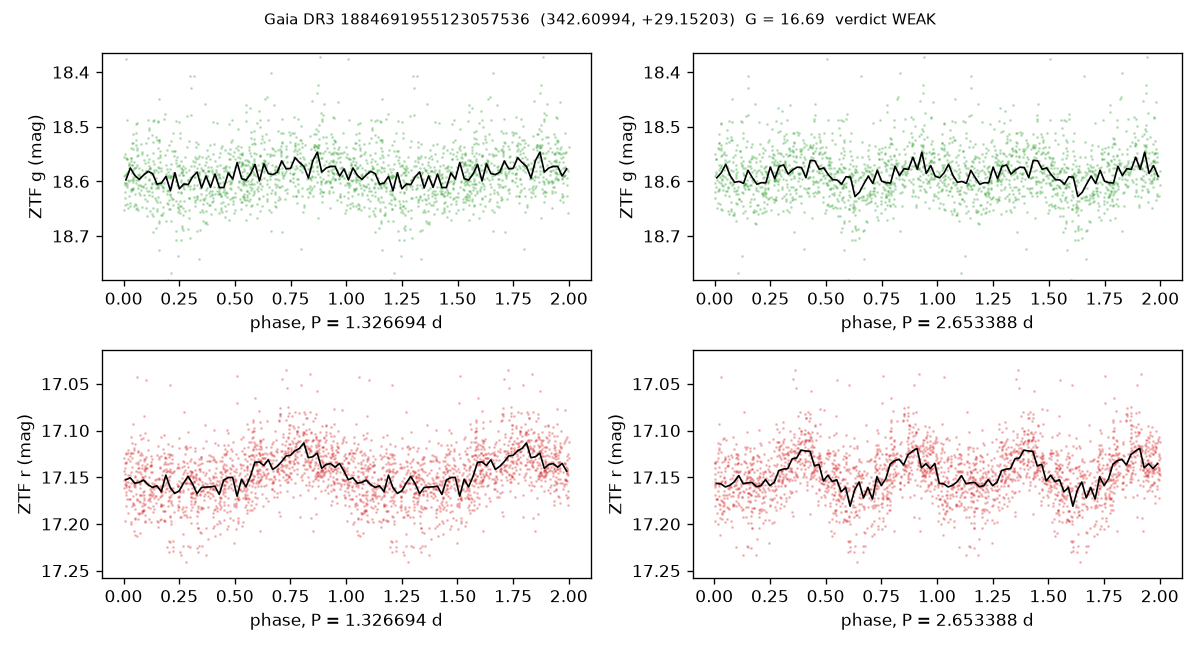 Gaia DR3 1884691955123057536  (342.60994, +29.15203)  G = 16.69  verdict WEAK
18.4
18.5
18.6
18.7
ZTF g (mag)
0.00 0.25 0.50 0.75 1.00 1.25 1.50 1.75 2.00
phase, P = 1.326694 d
18.4
18.5
18.6
18.7
ZTF g (mag)
0.00 0.25 0.50 0.75 1.00 1.25 1.50 1.75 2.00
phase, P = 2.653388 d
17.05
17.10
17.15
17.20
17.25
ZTF r (mag)
0.00 0.25 0.50 0.75 1.00 1.25 1.50 1.75 2.00
phase, P = 1.326694 d
17.05
17.10
17.15
17.20
17.25
ZTF r (mag)
0.00 0.25 0.50 0.75 1.00 1.25 1.50 1.75 2.00
phase, P = 2.653388 d